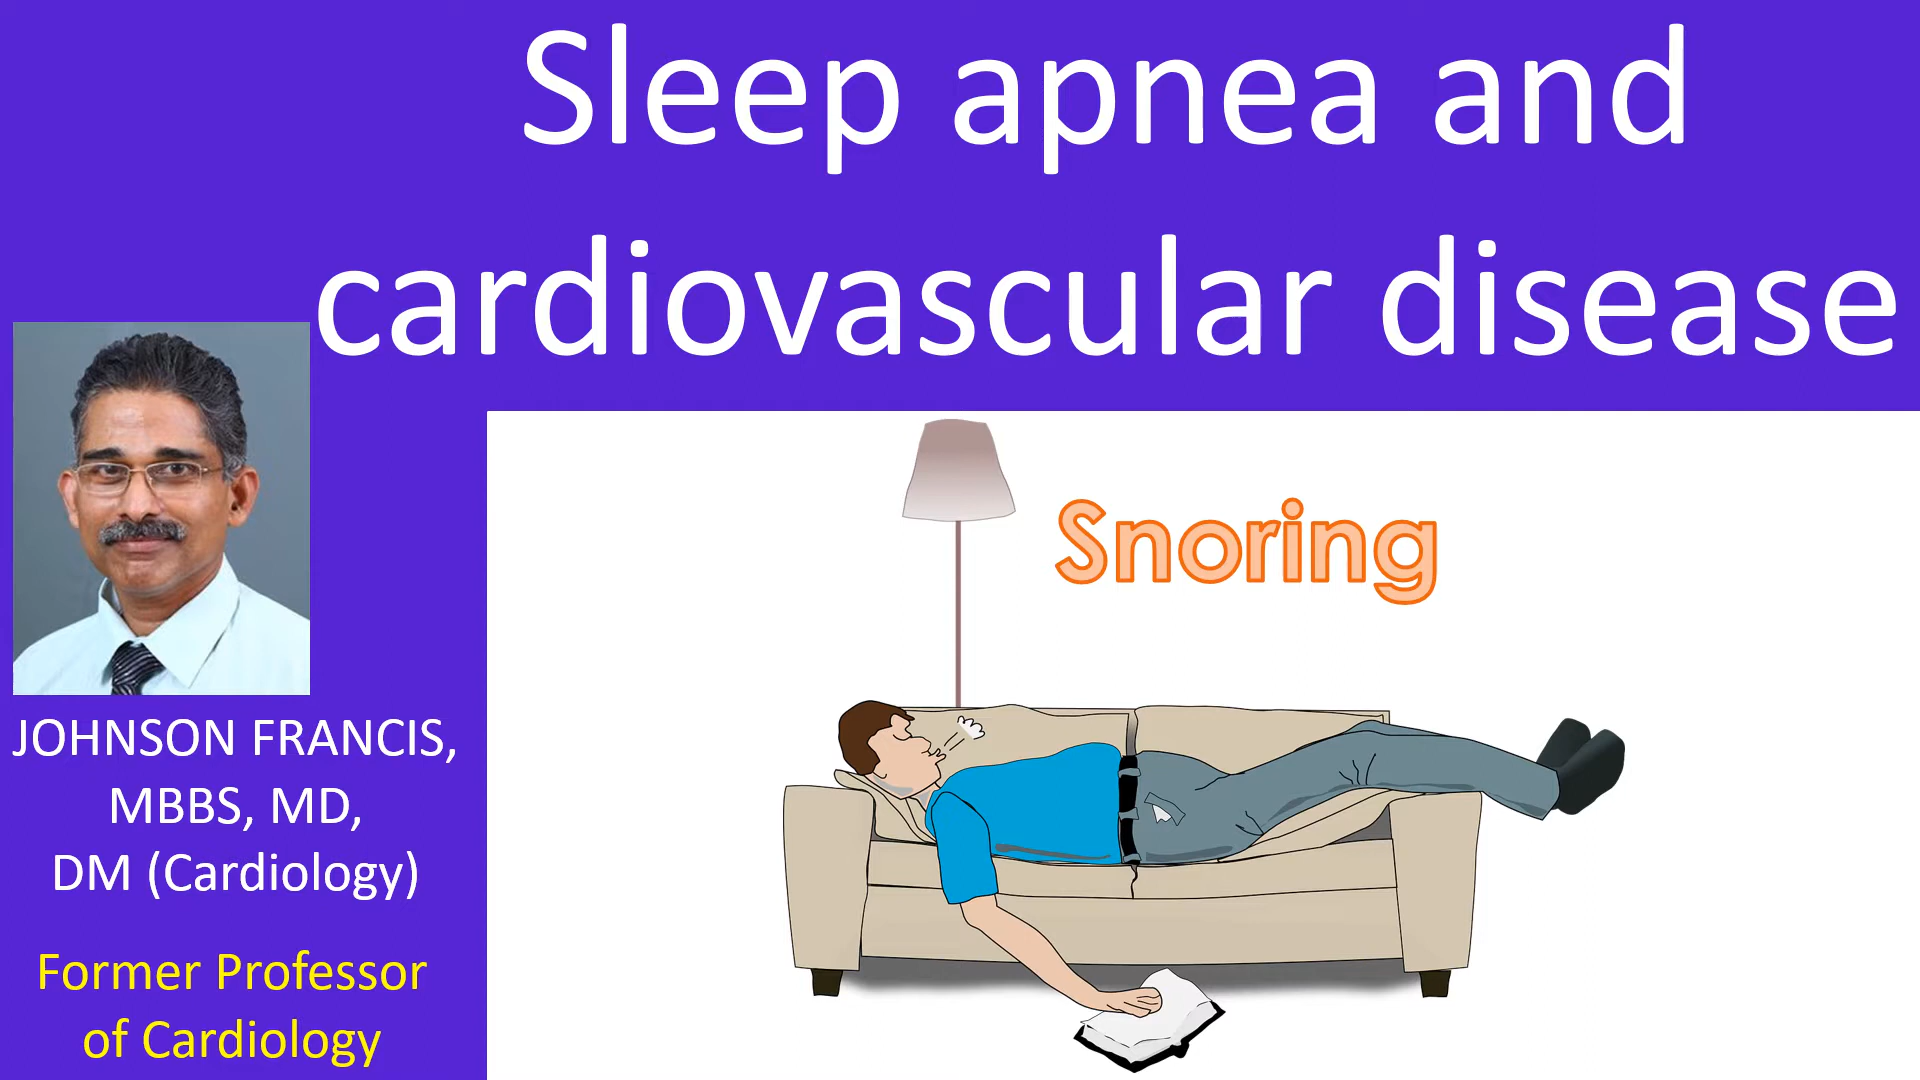 Sleep apnea and
cardiovascular disease
Snoring
JOHNSON FRANCIS,
MBBS, MD,
DM (Cardiology)
Former Professor
of Cardiology